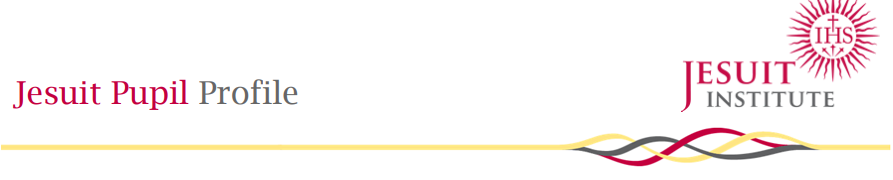 Jesuit Pupil Profile
IHS
JESUIT
INSTITUTE